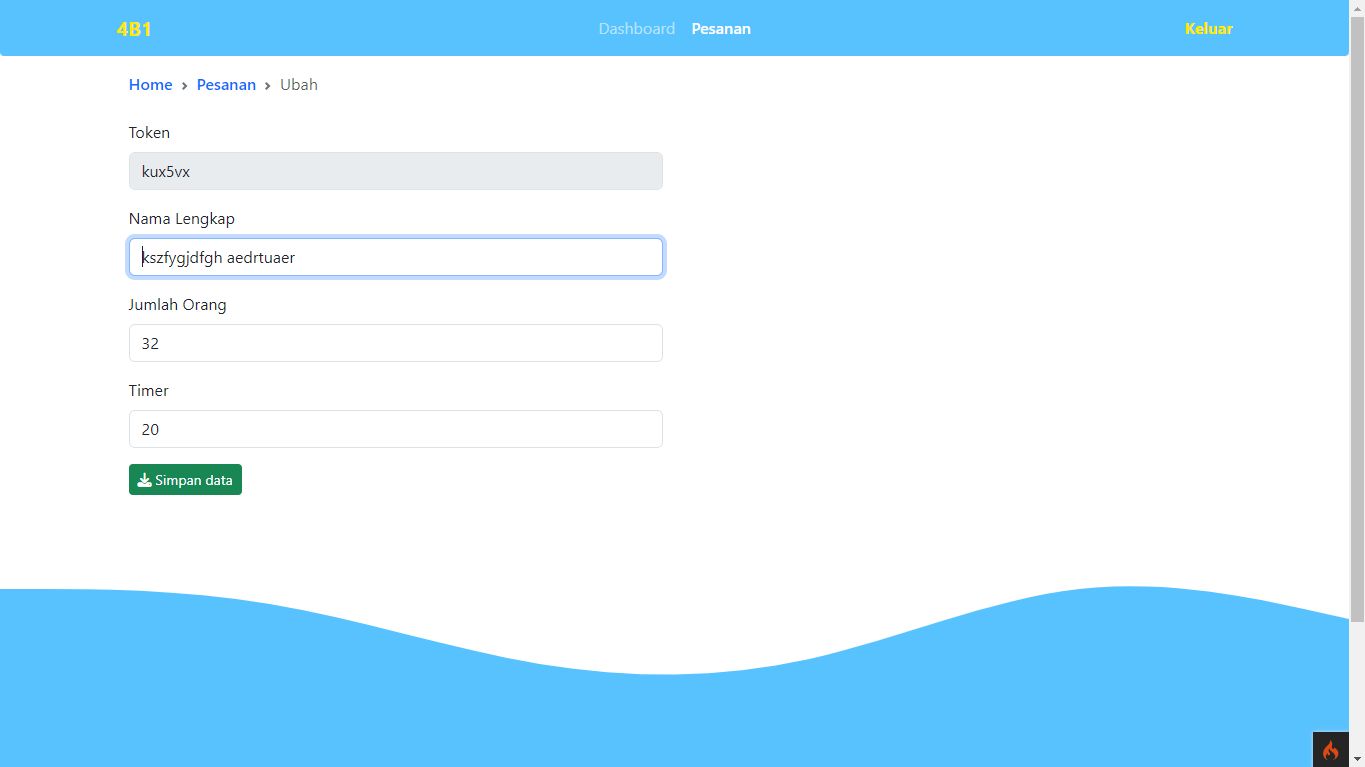 4B1 Dashboard Pesanan Keluar
Home > Pesanan > Ubah
Token
kux5vx
Nama Lengkap
kszfygjdfgh aedrtuaer
Jumlah Orang
32
Timer
20
Simpan data